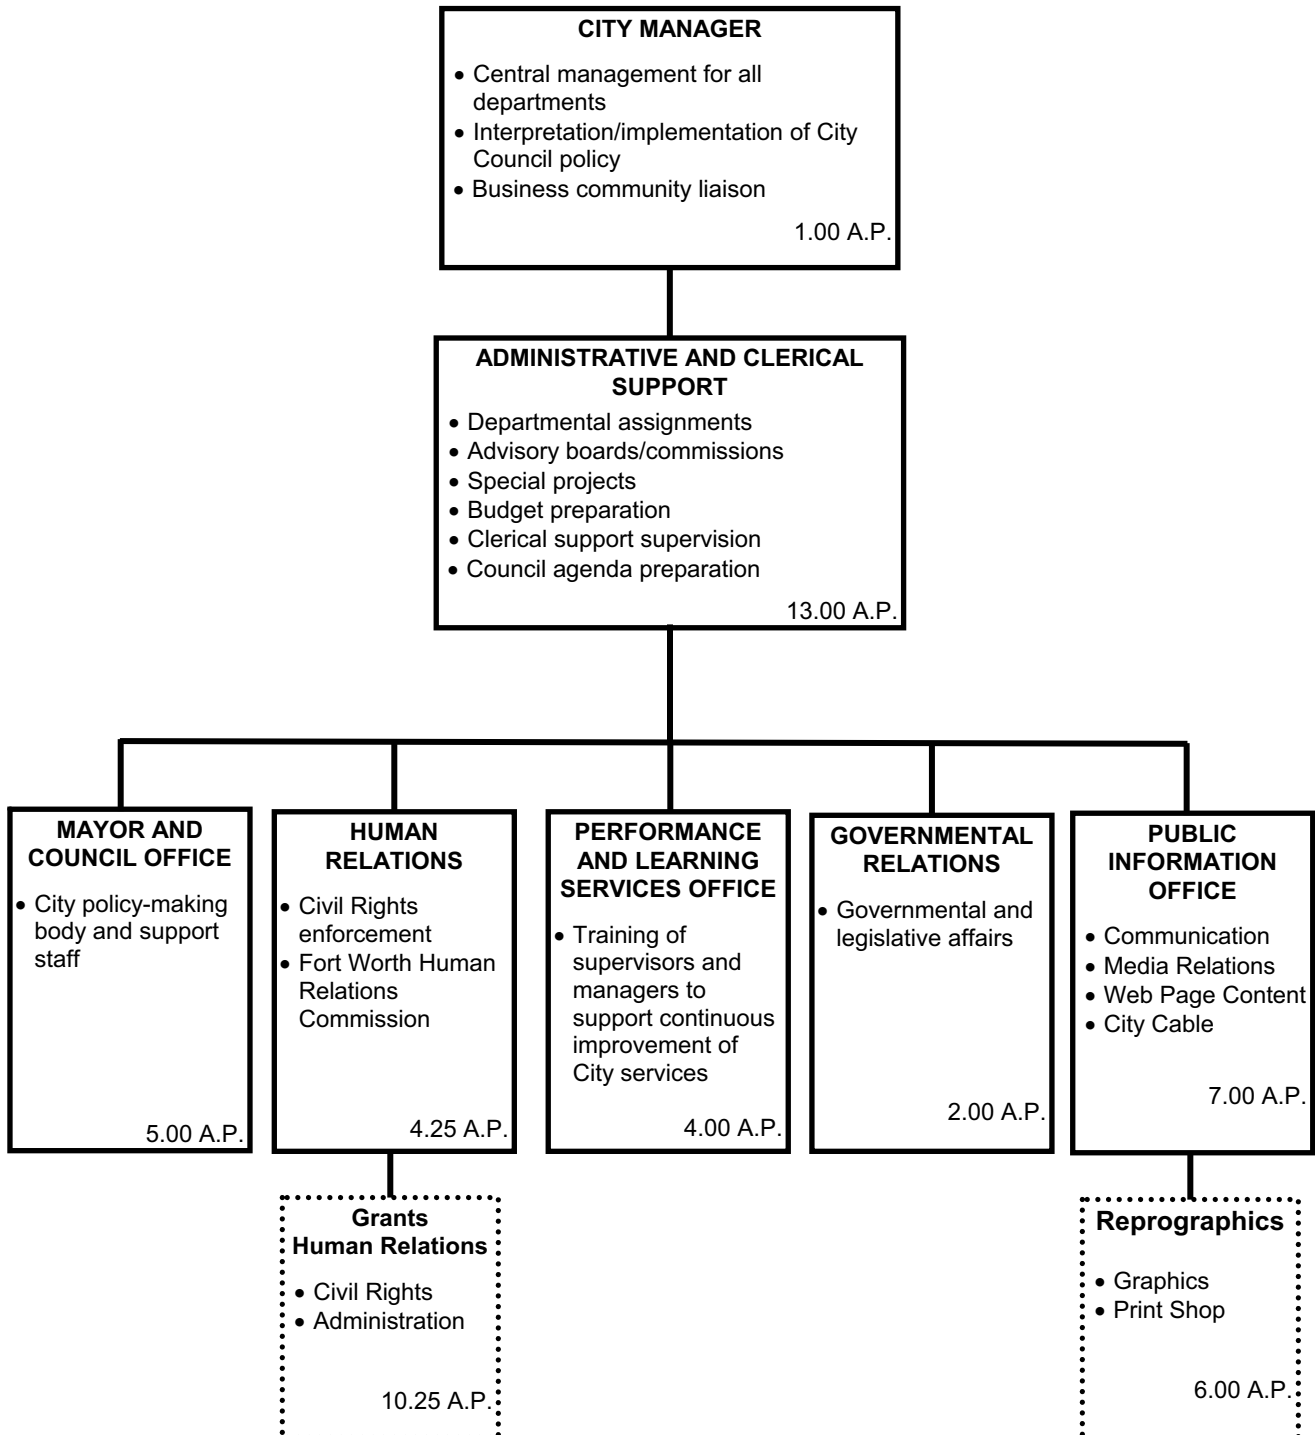 CITY MANAGER
• Central management for all
departments
• Interpretation/implementation of City
Council policy
• Business community liaison
1.00 A.P.
ADMINISTRATIVE AND CLERICAL
SUPPORT
• Departmental assignments
• Advisory boards/commissions
• Special projects
• Budget preparation
• Clerical support supervision
• Council agenda preparation
13.00 A.P.
MAYOR AND
COUNCIL OFFICE
• City policy-making
body and support
staff
5.00 A.P.
HUMAN
RELATIONS
• Civil Rights
enforcement
• Fort Worth Human
Relations
Commission
4.25 A.P.
PERFORMANCE
AND LEARNING
SERVICES OFFICE
• Training of
supervisors and
managers to
support continuous
improvement of
City services
4.00 A.P.
GOVERNMENTAL
RELATIONS
• Governmental and
legislative affairs
2.00 A.P.
PUBLIC
INFORMATION
OFFICE
• Communication
• Media Relations
• Web Page Content
• City Cable
7.00 A.P.
Grants
Human Relations
• Civil Rights
• Administration
10.25 A.P.
Reprographics
• Graphics
• Print Shop
6.00 A.P.